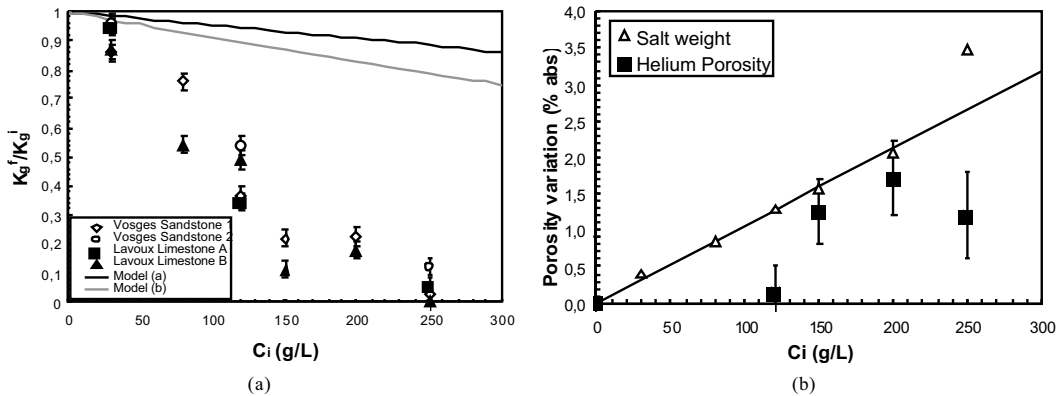 1
0,9
0,8
0,7
0,6
0,5
0,4
0,3
0,2
0,1
0
Kgf/Kgi
Vosges Sandstone 1
Vosges Sandstone 2
Lavoux Limestone A
Lavoux Limestone B
Model (a)
Model (b)
0 50 100 150 200 250 300
Ci (g/L)
(a)
4,0
3,5
3,0
2,5
2,0
1,5
1,0
0,5
0,0
Porosity variation (% abs)
Salt weight
Helium Porosity
0 50 100 150 200 250 300
Ci (g/L)
(b)